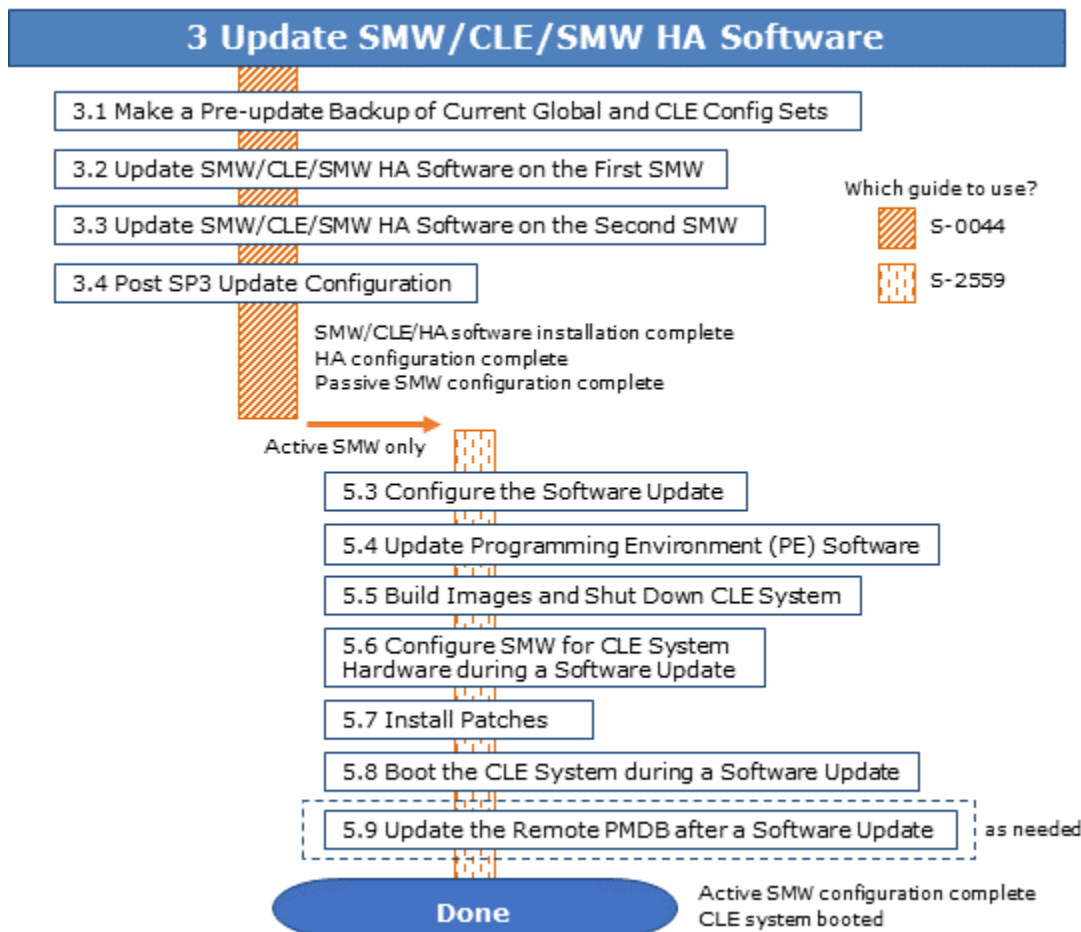 3 Update SMW/CLE/SMW HA Software
3.1 Make a Pre-update Backup of Current Global and CLE Config Sets
3.2 Update SMW/CLE/SMW HA Software on the First SMW
3.3 Update SMW/CLE/SMW HA Software on the Second SMW
3.4 Post SP3 Update Configuration
Which guide to use?
S-0044
S-2559
SMW/CLE/HA software installation complete
HA configuration complete
Passive SMW configuration complete
Active SMW only
5.3 Configure the Software Update
5.4 Update Programming Environment (PE) Software
5.5 Build Images and Shut Down CLE System
5.6 Configure SMW for CLE System
Hardware during a Software Update
5.7 Install Patches
5.8 Boot the CLE System during a Software Update
5.9 Update the Remote PMDB after a Software Update
as needed
Done
Active SMW configuration complete
CLE system booted